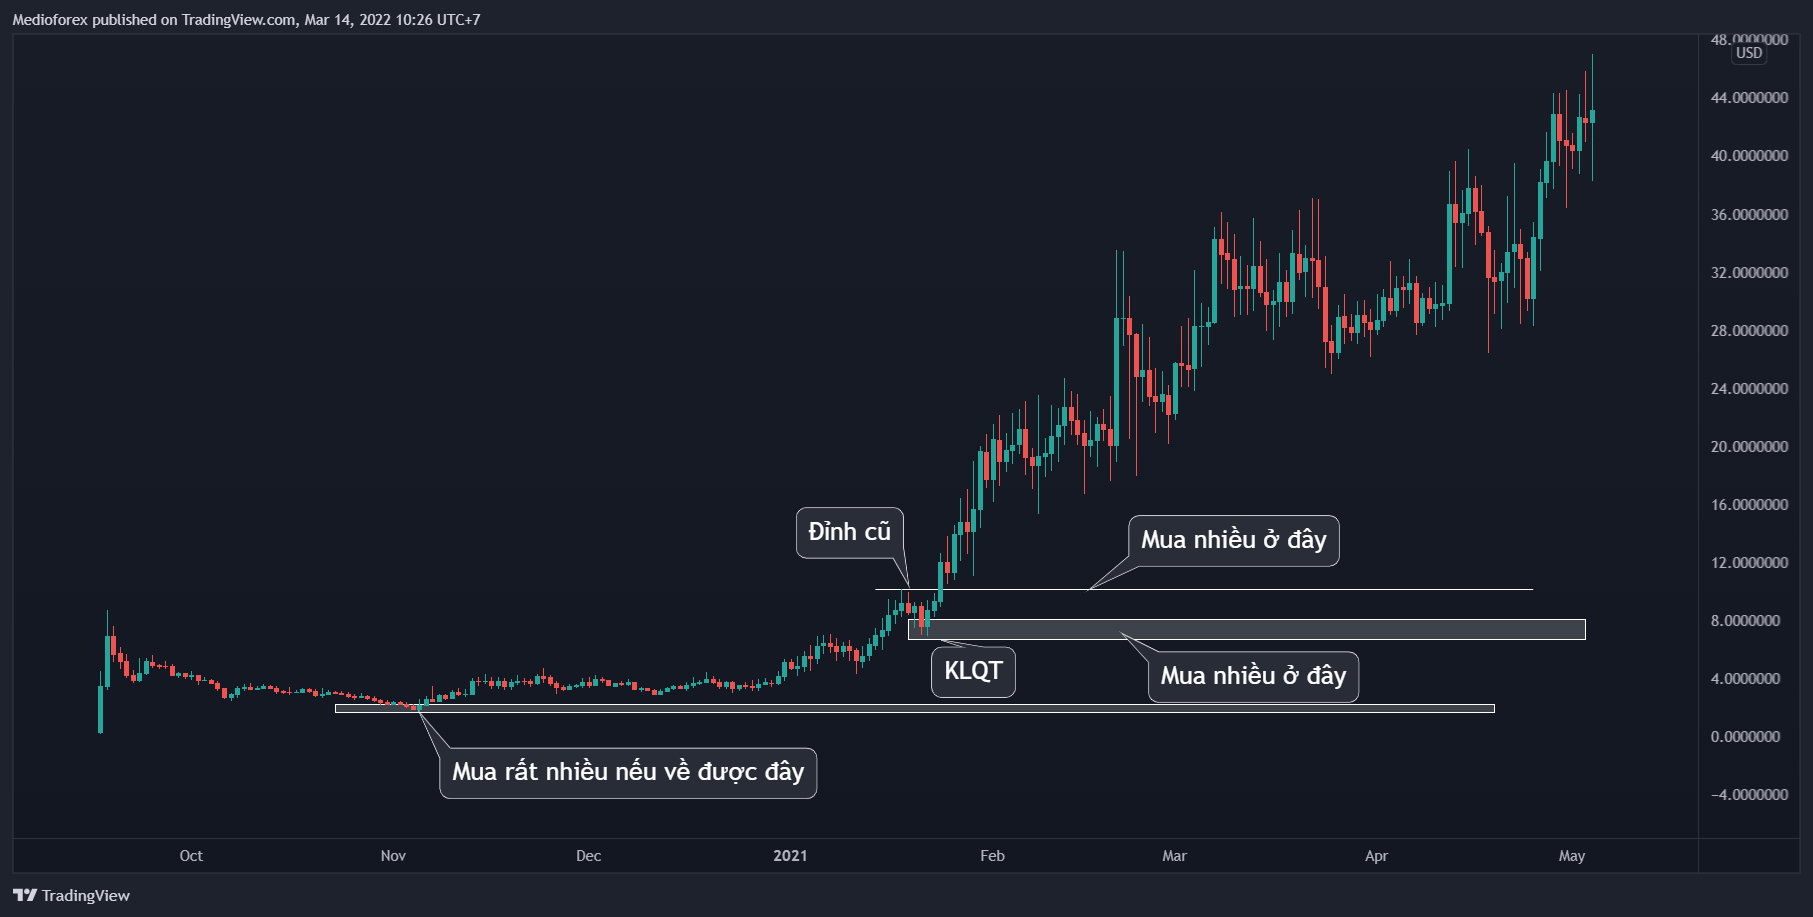 Medioforex published on TradingView.com, Mar 14, 2022 10:26 UTC+7
48.0000000
USD
44.0000000
40.0000000
36.0000000
32.0000000
28.0000000
24.0000000
20.0000000
16.0000000
12.0000000
8.0000000
4.0000000
0.0000000
−4.0000000
Đỉnh cũ
Mua nhiều ở đây
KLQT
Mua nhiều ở đây
Mua rất nhiều nếu về được đây
Oct Nov Dec 2021 Feb Mar Apr May
TradingView